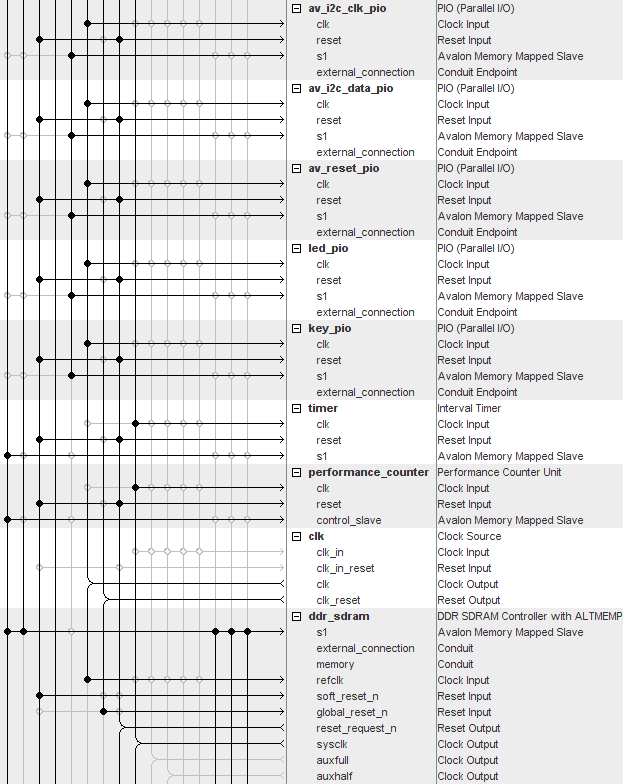 av_i2c_clk_pio PIO (Parallel I/O)
clk Clock Input
reset Reset Input
s1 Avalon Memory Mapped Slave
external_connection Conduit Endpoint
av_i2c_data_pio PIO (Parallel I/O)
clk Clock Input
reset Reset Input
s1 Avalon Memory Mapped Slave
external_connection Conduit Endpoint
av_reset_pio PIO (Parallel I/O)
clk Clock Input
reset Reset Input
s1 Avalon Memory Mapped Slave
external_connection Conduit Endpoint
led_pio PIO (Parallel I/O)
clk Clock Input
reset Reset Input
s1 Avalon Memory Mapped Slave
external_connection Conduit Endpoint
key_pio PIO (Parallel I/O)
clk Clock Input
reset Reset Input
s1 Avalon Memory Mapped Slave
external_connection Conduit Endpoint
timer Interval Timer
clk Clock Input
reset Reset Input
s1 Avalon Memory Mapped Slave
performance_counter Performance Counter Unit
clk Clock Input
reset Reset Input
control_slave Avalon Memory Mapped Slave
clk Clock Source
clk_in Clock Input
clk_in_reset Reset Input
clk Clock Output
clk_reset Reset Output
ddr_sdram DDR SDRAM Controller with ALTMEMP
s1 Avalon Memory Mapped Slave
external_connection Conduit
memory Conduit
refclk Clock Input
soft_reset_n Reset Input
global_reset_n Reset Input
reset_request_n Reset Output
sysclk Clock Output
auxfull Clock Output
auxhalf Clock Output